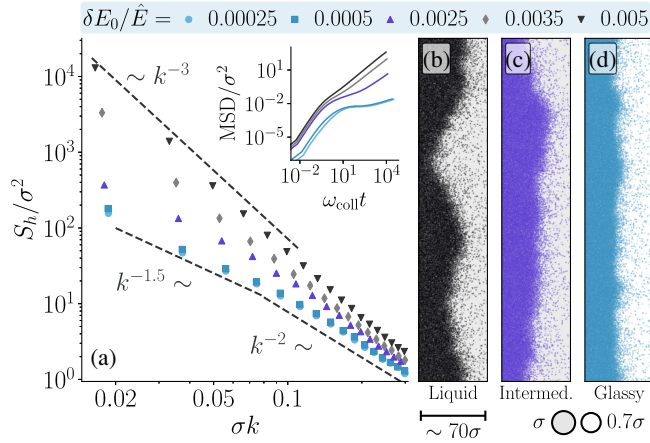 δE₀/Ê = 0.00025 0.0005 0.0025 0.0035 0.005
10⁴
10³
10²
10¹
10⁰
S_h/σ²
0.02
0.1
σk
(a)
~ k⁻³
k⁻¹·⁵ ~
k⁻² ~
MSD/σ²
10¹
10⁻²
10⁻⁵
10⁻²
10¹
10⁴
ω_coll t
(b)
(c)
(d)
Liquid
Intermed.
Glassy
~ 70σ
σ
0.7σ